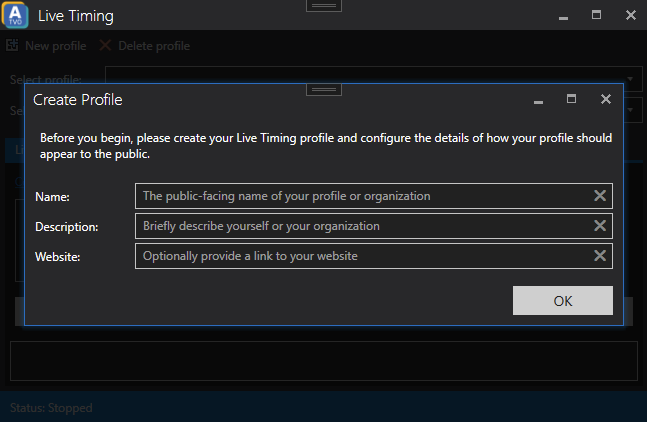 A
TVO
Live Timing
New profile
Delete profile
Select profile:
Se
Create Profile
Before you begin, please create your Live Timing profile and configure the details of how your profile should
appear to the public.
Li
Name:
The public-facing name of your profile or organization
Description:
Briefly describe yourself or your organization
Website:
Optionally provide a link to your website
OK
Status: Stopped